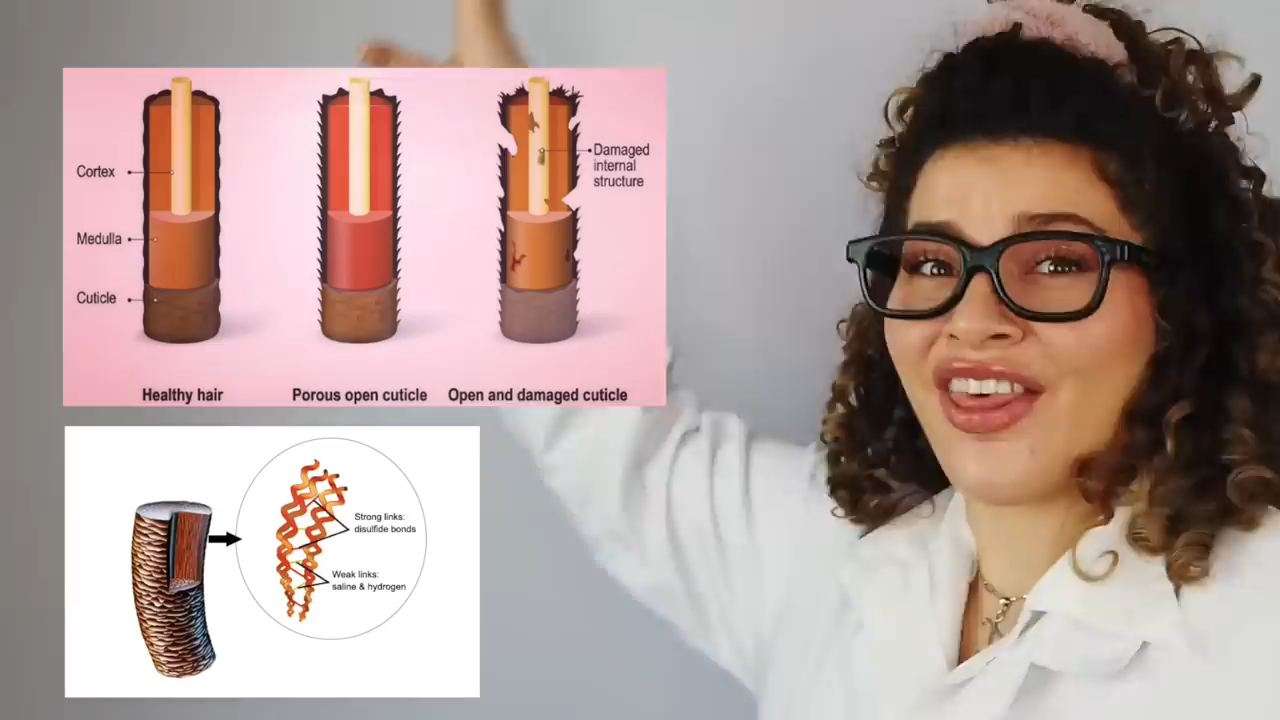 Cortex
Medulla
Cuticle
Damaged
internal
structure
Healthy hair
Porous open cuticle
Open and damaged cuticle
Strong links:
disulfide bonds
Weak links:
saline & hydrogen